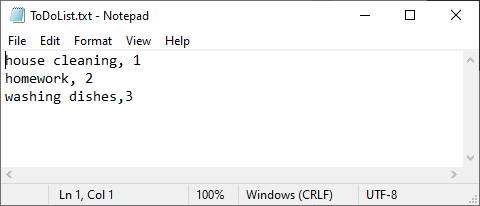 ToDoList.txt - Notepad
File Edit Format View Help
house cleaning, 1
homework, 2
washing dishes,3
Ln 1, Col 1 100% Windows (CRLF) UTF-8